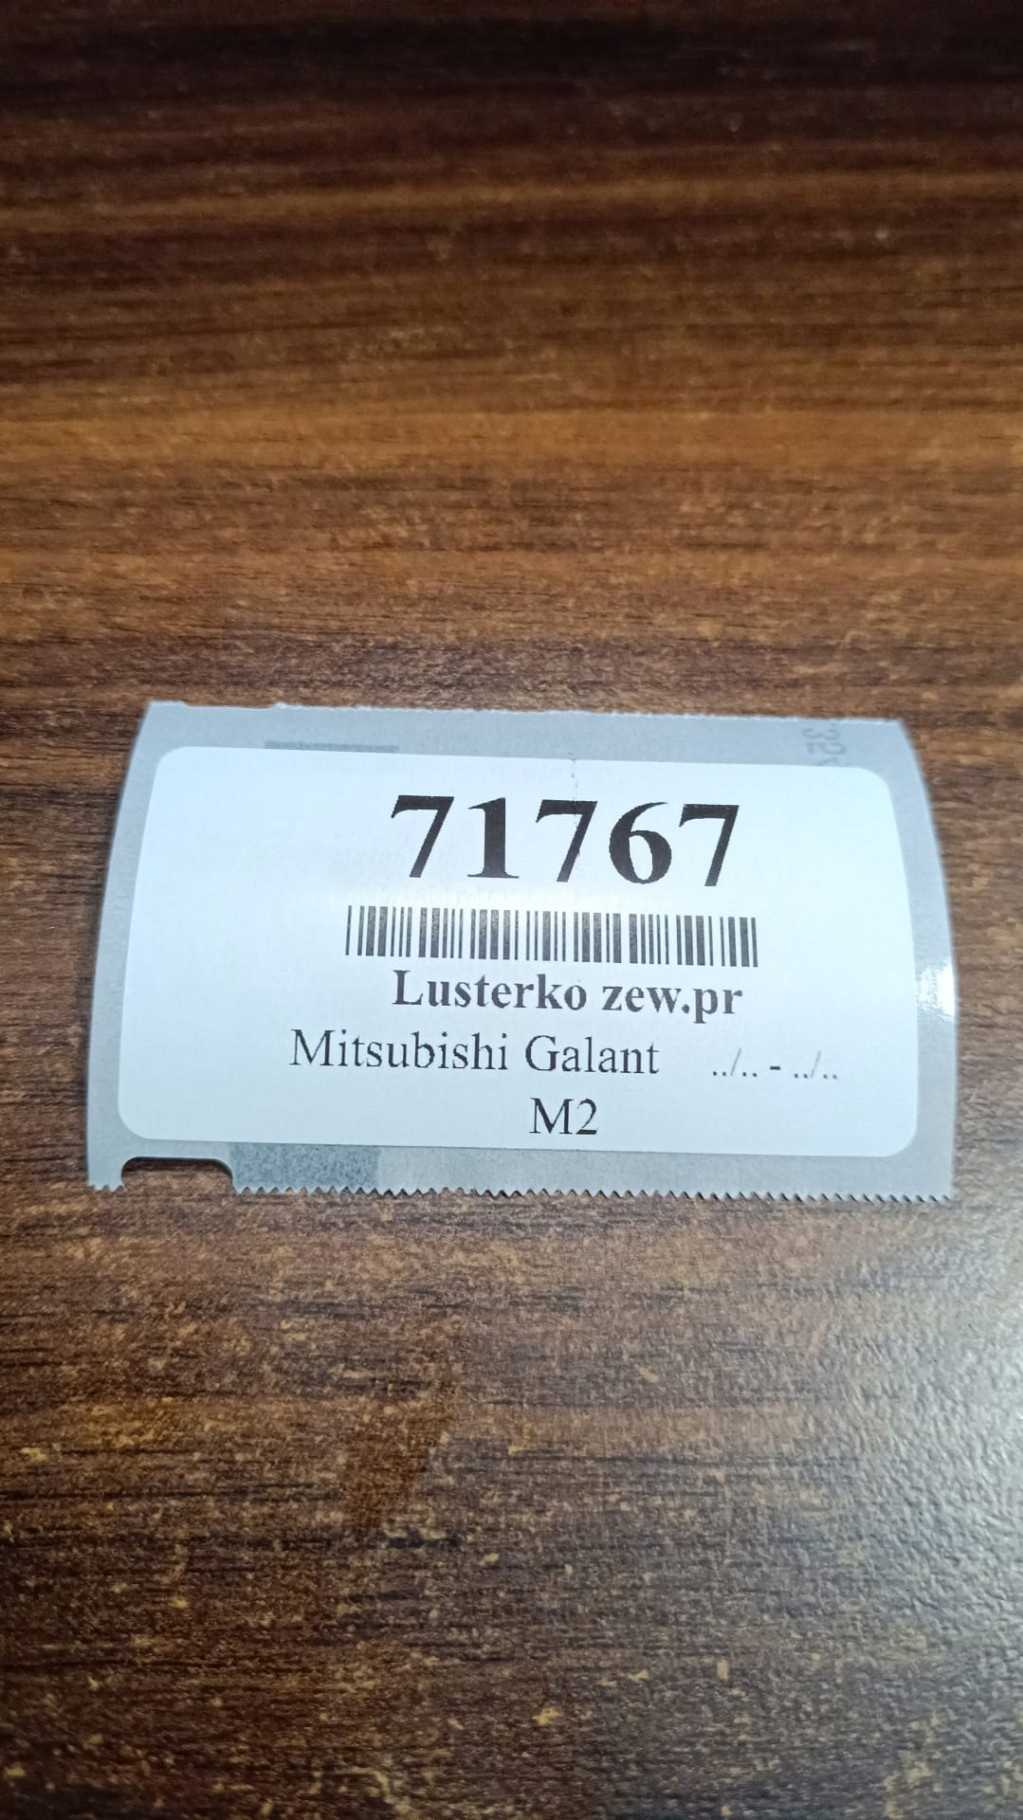 71767
Lusterko zew.pr
Mitsubishi Galant ../.. - ../..
M2